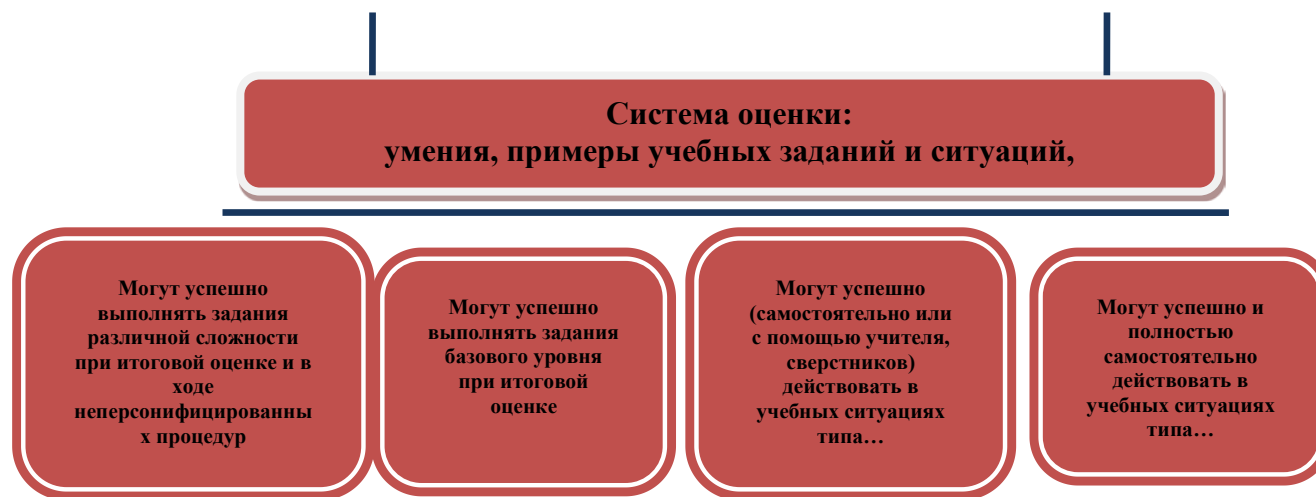 Система оценки:
умения, примеры учебных заданий и ситуаций,
Могут успешно
выполнять задания
различной сложности
при итоговой оценке и в
ходе
неперсонифицированны
х процедур
Могут успешно
выполнять задания
базового уровня
при итоговой
оценке
Могут успешно
(самостоятельно или
с помощью учителя,
сверстников)
действовать в
учебных ситуациях
типа…
Могут успешно и
полностью
самостоятельно
действовать в
учебных ситуациях
типа…